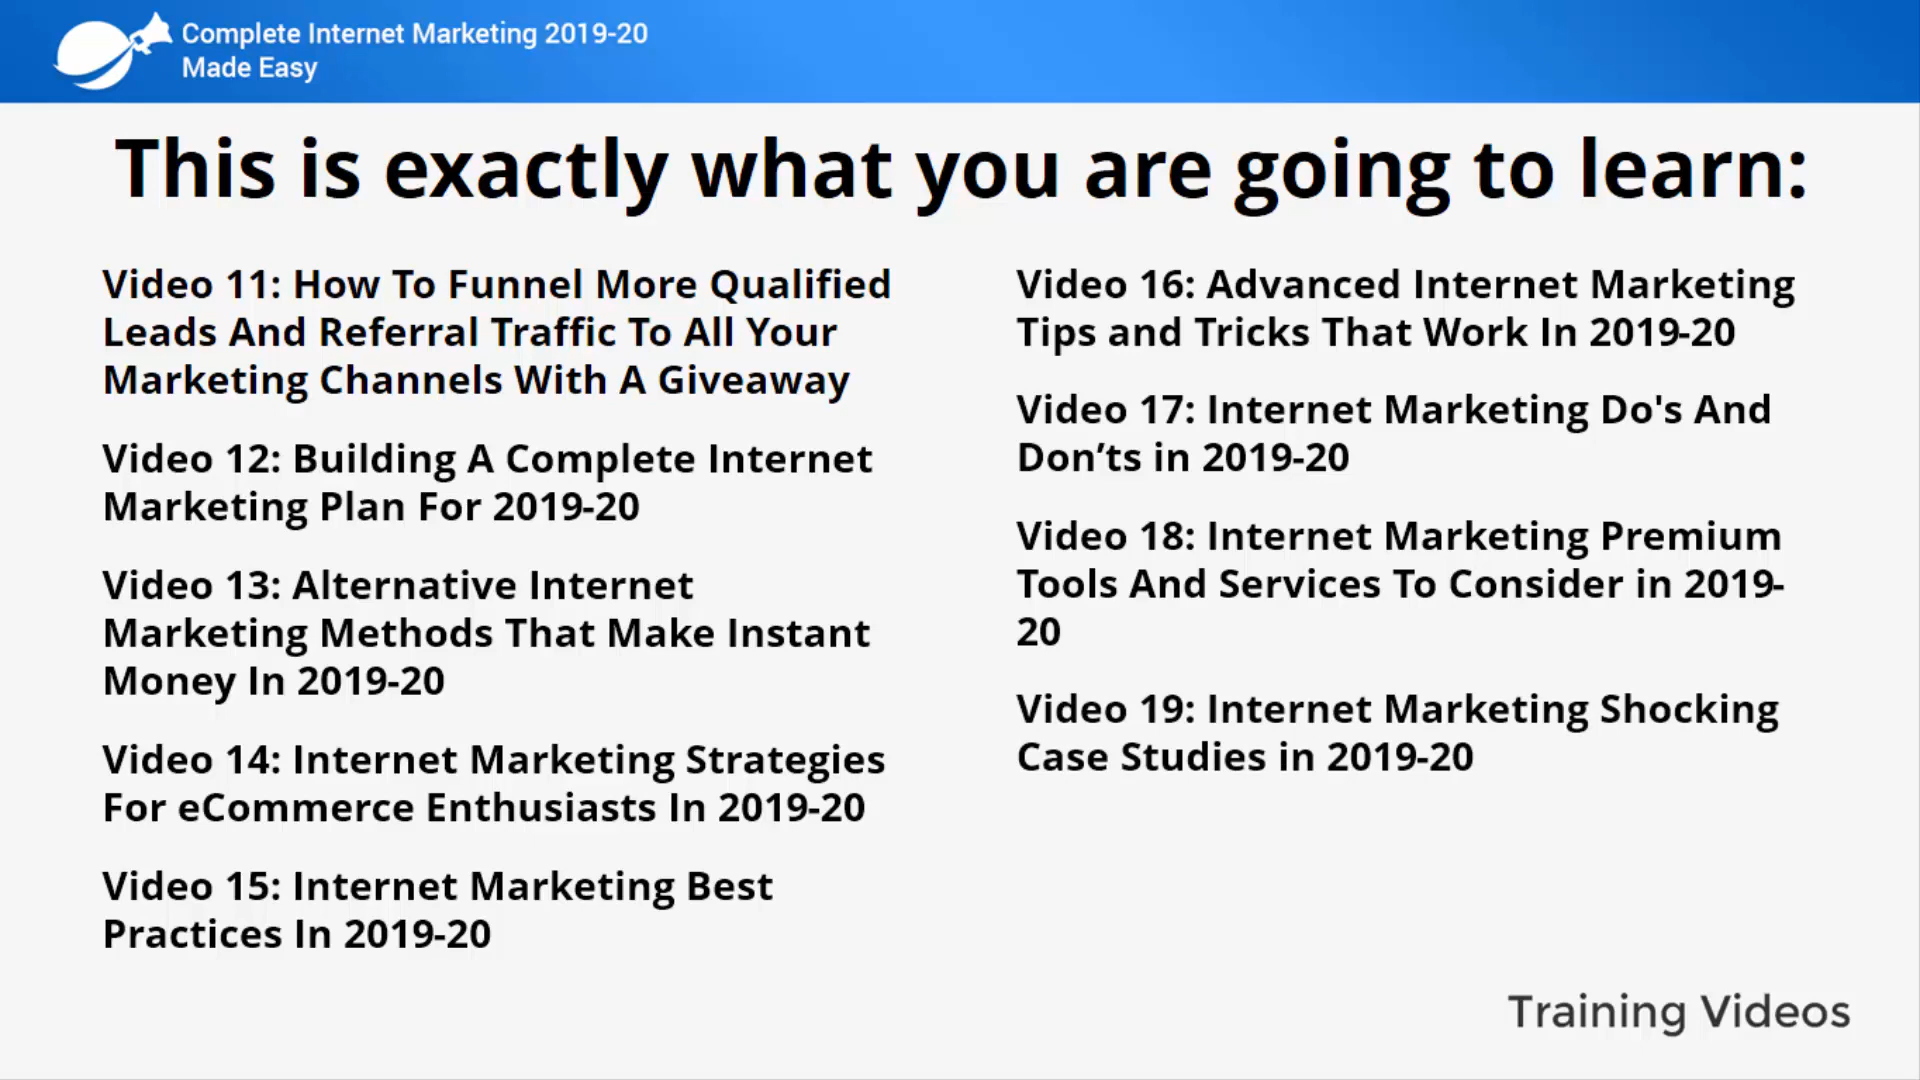 Complete Internet Marketing 2019-20
Made Easy
This is exactly what you are going to learn:
Video 11: How To Funnel More Qualified
Leads And Referral Traffic To All Your
Marketing Channels With A Giveaway
Video 12: Building A Complete Internet
Marketing Plan For 2019-20
Video 13: Alternative Internet
Marketing Methods That Make Instant
Money In 2019-20
Video 14: Internet Marketing Strategies
For eCommerce Enthusiasts In 2019-20
Video 15: Internet Marketing Best
Practices In 2019-20
Video 16: Advanced Internet Marketing
Tips and Tricks That Work In 2019-20
Video 17: Internet Marketing Do's And
Don’ts in 2019-20
Video 18: Internet Marketing Premium
Tools And Services To Consider in 2019-
20
Video 19: Internet Marketing Shocking
Case Studies in 2019-20
Training Videos